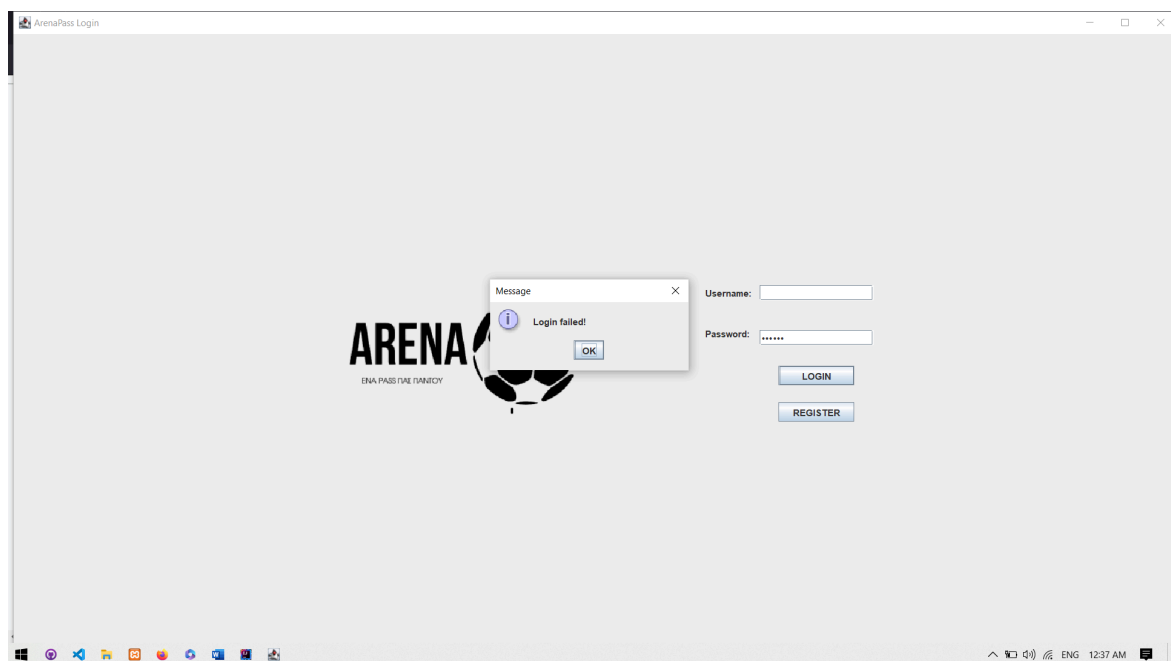 ArenaPass Login
Message
Login failed!
OK
Username:
Password:
LOGIN
REGISTER
ARENA
ΕΝΑ PASS ΠΑΣ ΠΑΝΤΟΥ
ENG 12:37 AM